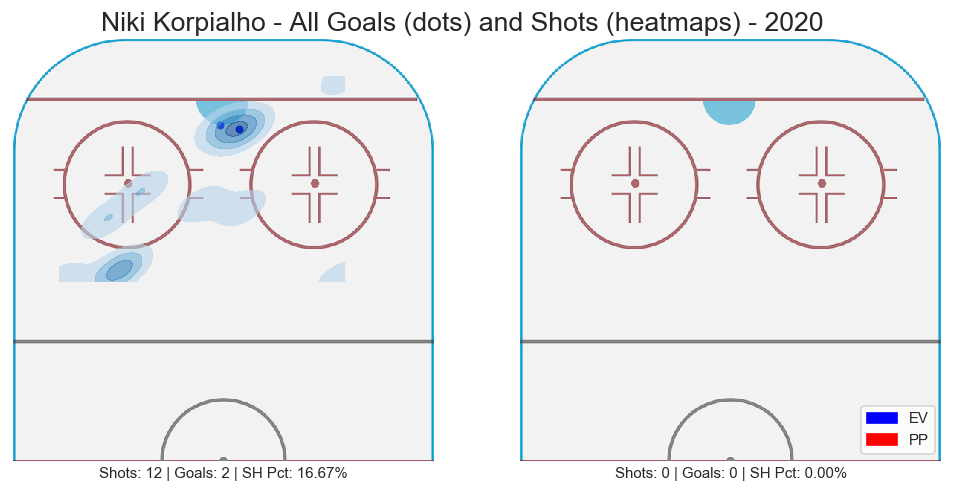 Niki Korpialho - All Goals (dots) and Shots (heatmaps) - 2020
EV
PP
Shots: 12 | Goals: 2 | SH Pct: 16.67%
Shots: 0 | Goals: 0 | SH Pct: 0.00%